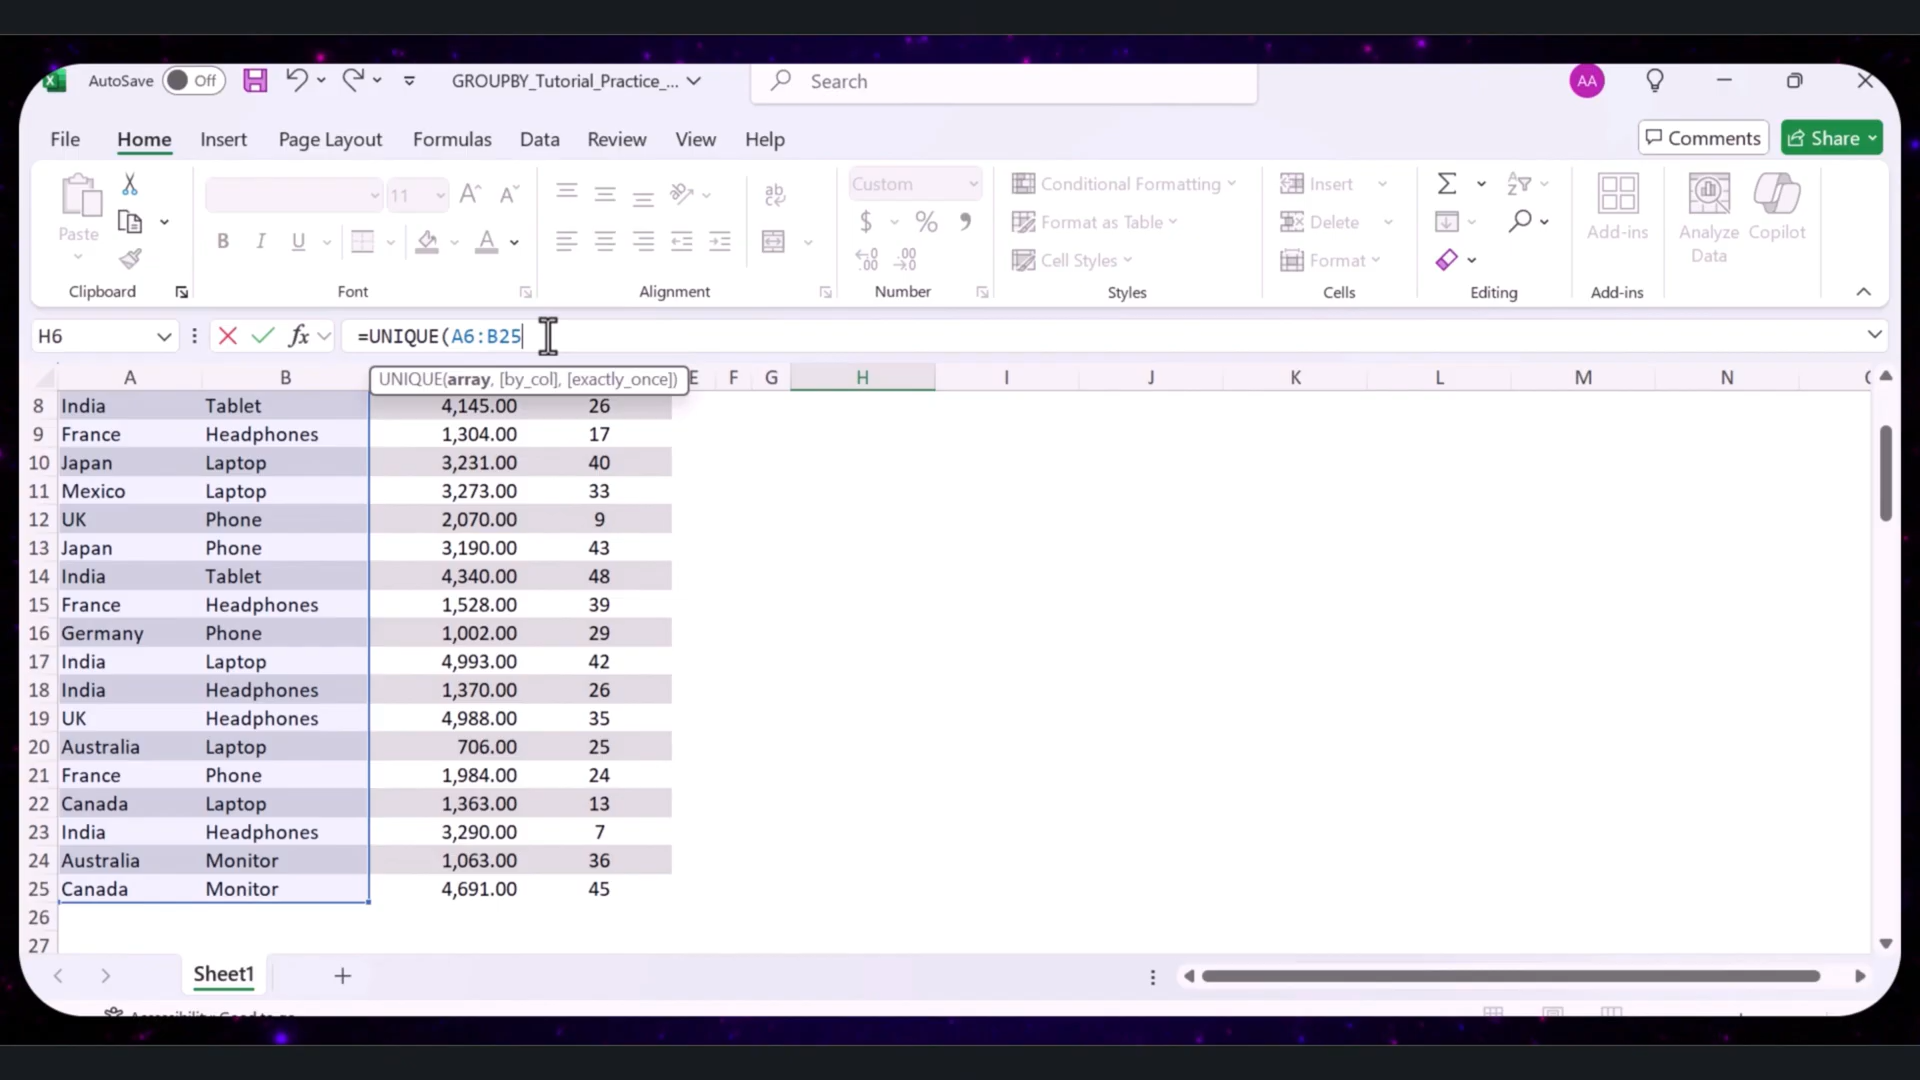 AutoSave Off GROUPBY_Tutorial_Practice_... Search AA
File Home Insert Page Layout Formulas Data Review View Help Comments Share
Paste 11 A A ab Custom Conditional Formatting Insert Σ Add-ins Analyze Data Copilot
B I U A $ % Format as Table Delete
Cell Styles Format
Clipboard Font Alignment Number Styles Cells Editing Add-ins
H6 fx =UNIQUE(A6:B25
UNIQUE(array, [by_col], [exactly_once])
A B E F G H I J K L M N
8 India Tablet 4,145.00 26
9 France Headphones 1,304.00 17
10 Japan Laptop 3,231.00 40
11 Mexico Laptop 3,273.00 33
12 UK Phone 2,070.00 9
13 Japan Phone 3,190.00 43
14 India Tablet 4,340.00 48
15 France Headphones 1,528.00 39
16 Germany Phone 1,002.00 29
17 India Laptop 4,993.00 42
18 India Headphones 1,370.00 26
19 UK Headphones 4,988.00 35
20 Australia Laptop 706.00 25
21 France Phone 1,984.00 24
22 Canada Laptop 1,363.00 13
23 India Headphones 3,290.00 7
24 Australia Monitor 1,063.00 36
25 Canada Monitor 4,691.00 45
26
27
Sheet1